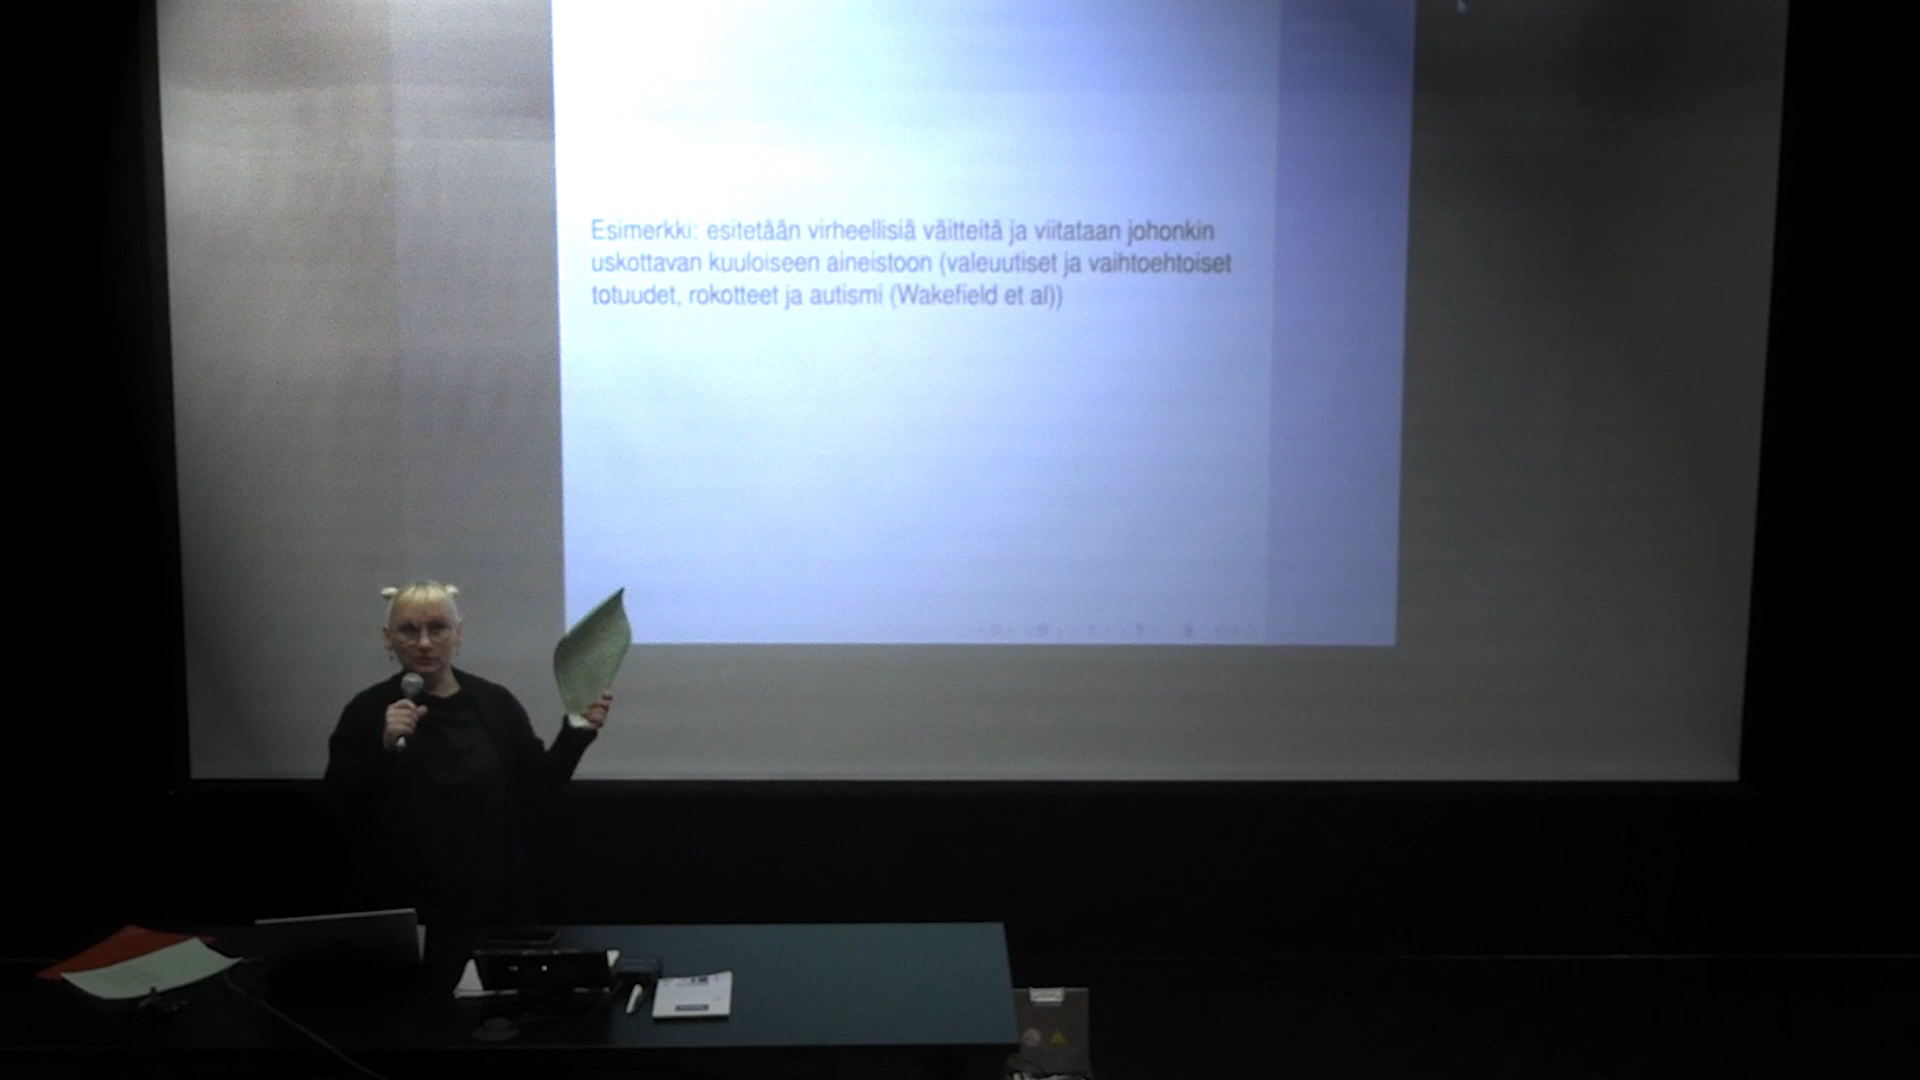 Esimerkki: esitetään virheellisiä väitteitä ja viitataan johonkin
uskottavan kuuloiseen aineistoon (valeuutiset ja vaihtoehtoiset
totuudet, rokotteet ja autismi (Wakefield et al))